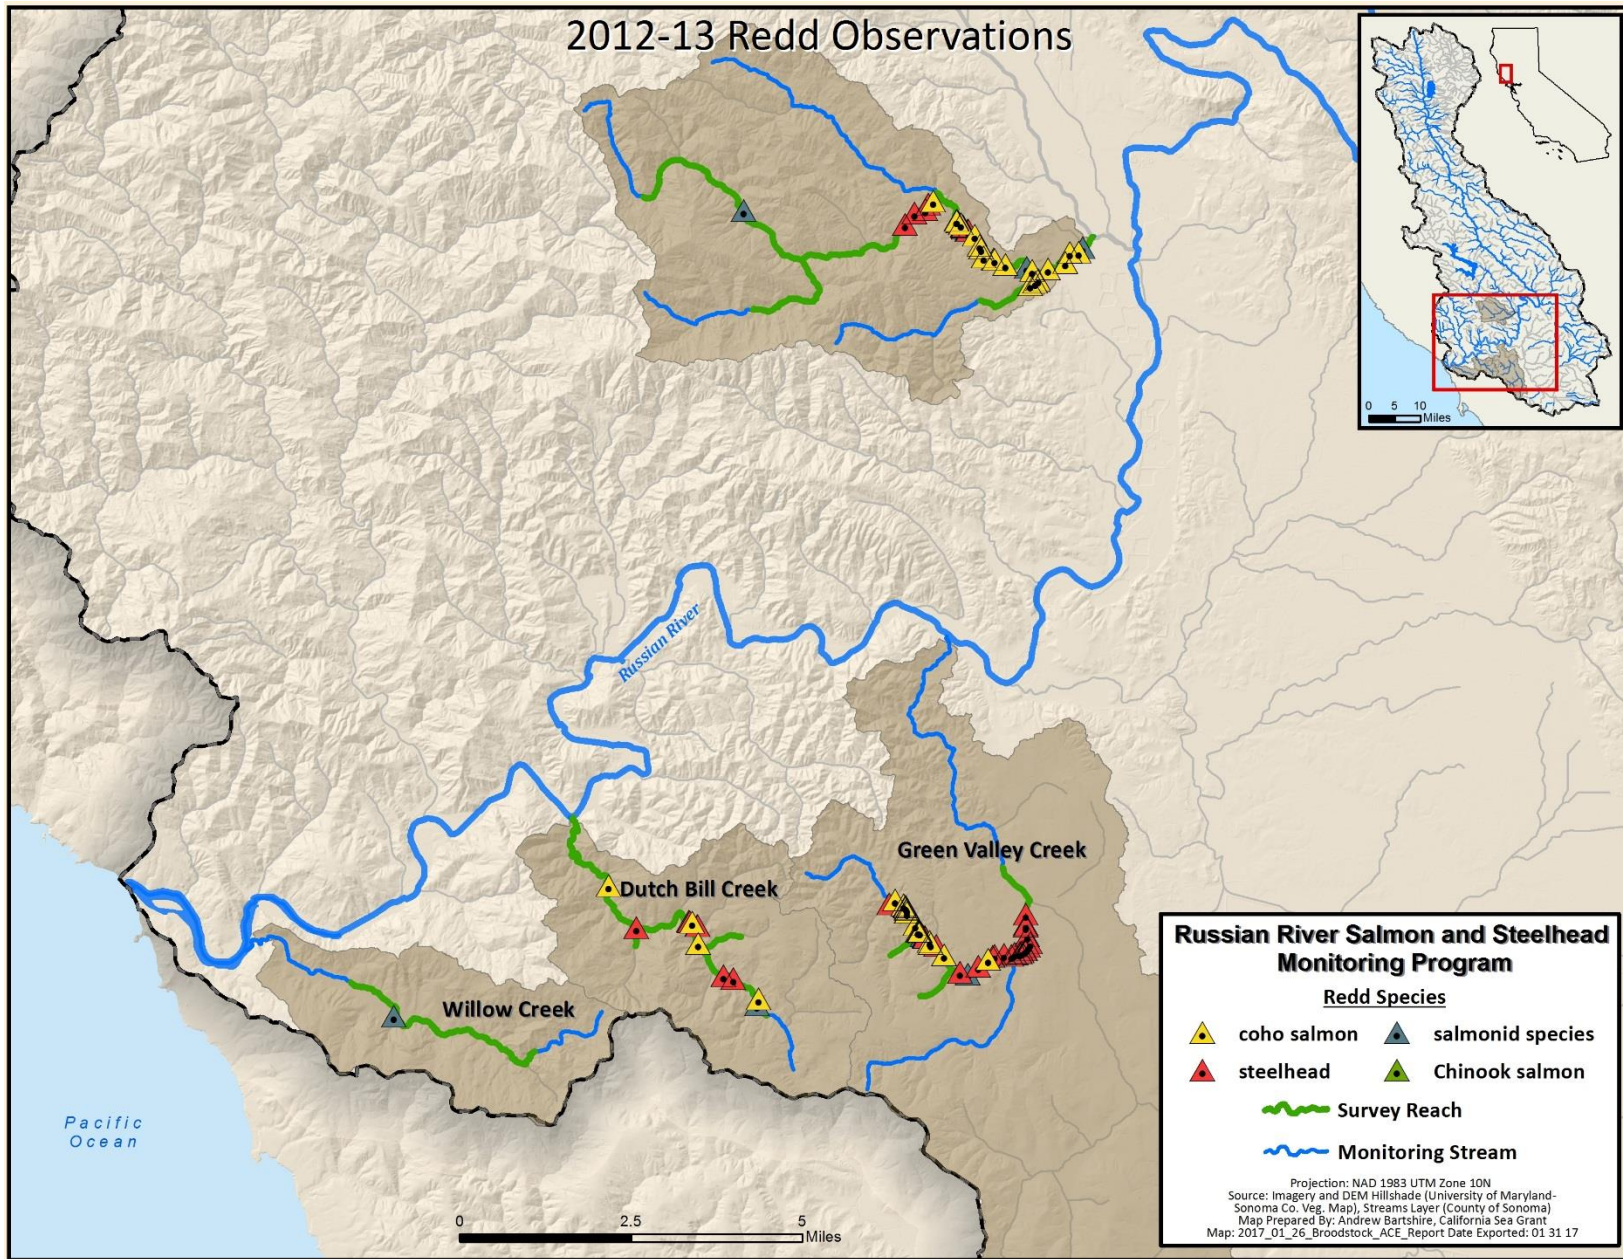 2012-13 Redd Observations
0 5 10
Miles
Russian River
Green Valley Creek
Dutch Bill Creek
Willow Creek
Pacific
Ocean
0 2.5 5
Miles
Russian River Salmon and Steelhead
Monitoring Program
Redd Species
coho salmon salmonid species
steelhead Chinook salmon
Survey Reach
Monitoring Stream
Projection: NAD 1983 UTM Zone 10N
Source: Imagery and DEM Hillshade (University of Maryland-
Sonoma Co. Veg. Map), Streams Layer (County of Sonoma)
Map Prepared By: Andrew Bartshire, California Sea Grant
Map: 2017_01_26_Broodstock_ACE_Report Date Exported: 01 31 17